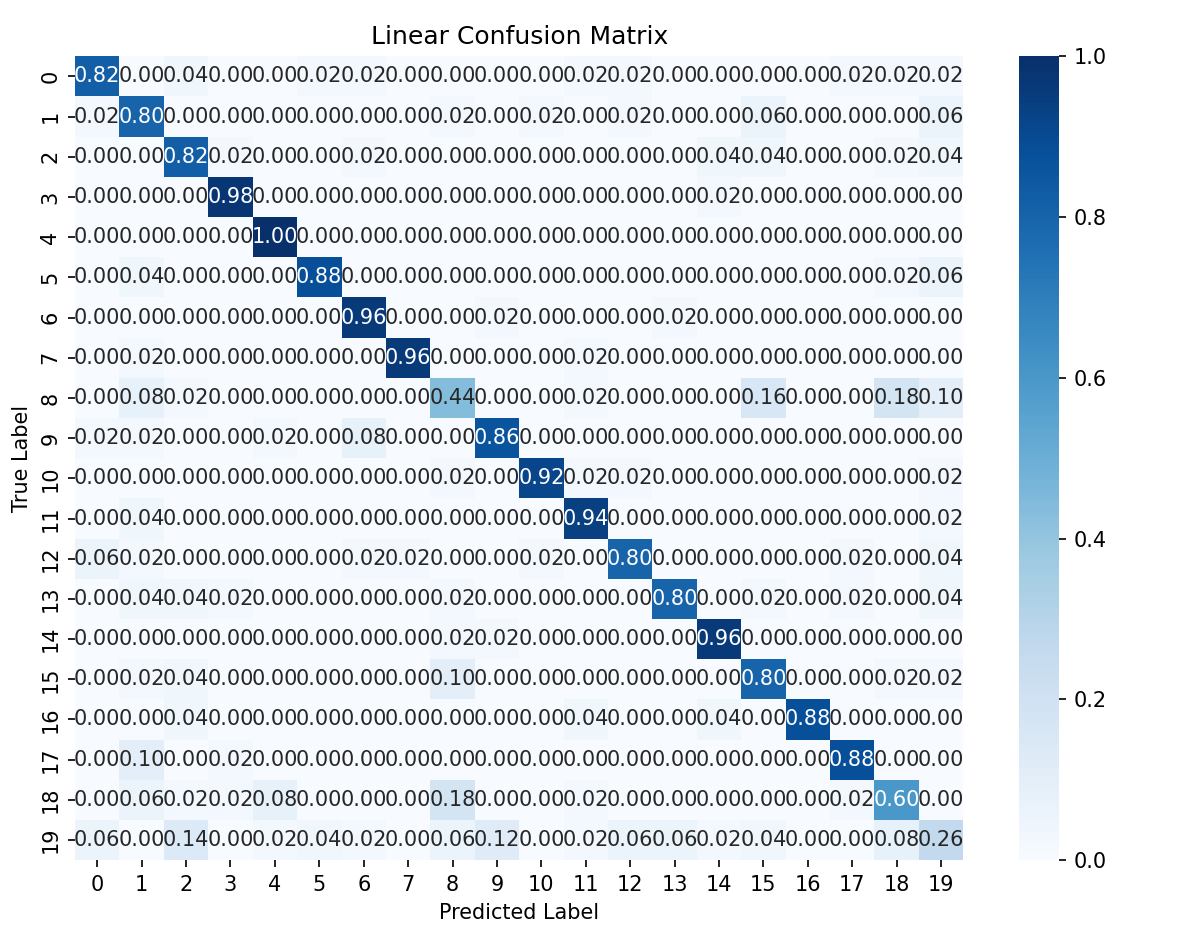 Linear Confusion Matrix
0 0.82 0.00 0.04 0.00 0.00 0.02 0.02 0.00 0.00 0.00 0.00 0.02 0.02 0.00 0.00 0.00 0.00 0.02 0.02 0.02
1 0.02 0.80 0.00 0.00 0.00 0.00 0.00 0.00 0.02 0.00 0.02 0.00 0.02 0.00 0.00 0.06 0.00 0.00 0.00 0.06
2 0.00 0.00 0.82 0.02 0.00 0.00 0.02 0.00 0.00 0.00 0.00 0.00 0.00 0.00 0.04 0.04 0.00 0.00 0.02 0.04
3 0.00 0.00 0.00 0.98 0.00 0.00 0.00 0.00 0.00 0.00 0.00 0.00 0.00 0.00 0.02 0.00 0.00 0.00 0.00 0.00
4 0.00 0.00 0.00 0.00 1.00 0.00 0.00 0.00 0.00 0.00 0.00 0.00 0.00 0.00 0.00 0.00 0.00 0.00 0.00 0.00
5 0.00 0.04 0.00 0.00 0.00 0.88 0.00 0.00 0.00 0.00 0.00 0.00 0.00 0.00 0.00 0.00 0.00 0.00 0.02 0.06
6 0.00 0.00 0.00 0.00 0.00 0.00 0.96 0.00 0.00 0.02 0.00 0.00 0.00 0.02 0.00 0.00 0.00 0.00 0.00 0.00
7 0.00 0.02 0.00 0.00 0.00 0.00 0.00 0.96 0.00 0.00 0.00 0.02 0.00 0.00 0.00 0.00 0.00 0.00 0.00 0.00
8 0.00 0.08 0.02 0.00 0.00 0.00 0.00 0.00 0.44 0.00 0.00 0.02 0.00 0.00 0.00 0.16 0.00 0.00 0.18 0.10
9 0.02 0.02 0.00 0.00 0.02 0.00 0.08 0.00 0.00 0.86 0.00 0.00 0.00 0.00 0.00 0.00 0.00 0.00 0.00 0.00
10 0.00 0.00 0.00 0.00 0.00 0.00 0.00 0.00 0.02 0.00 0.92 0.02 0.02 0.00 0.00 0.00 0.00 0.00 0.00 0.02
11 0.00 0.04 0.00 0.00 0.00 0.00 0.00 0.00 0.00 0.00 0.00 0.94 0.00 0.00 0.00 0.00 0.00 0.00 0.00 0.02
12 0.06 0.02 0.00 0.00 0.00 0.00 0.02 0.02 0.00 0.00 0.02 0.00 0.80 0.00 0.00 0.00 0.00 0.02 0.00 0.04
13 0.00 0.04 0.04 0.02 0.00 0.00 0.00 0.00 0.02 0.00 0.00 0.00 0.00 0.80 0.00 0.02 0.00 0.02 0.00 0.04
14 0.00 0.00 0.00 0.00 0.00 0.00 0.00 0.00 0.02 0.02 0.00 0.00 0.00 0.00 0.96 0.00 0.00 0.00 0.00 0.00
15 0.00 0.02 0.04 0.00 0.00 0.00 0.00 0.00 0.10 0.00 0.00 0.00 0.00 0.00 0.00 0.80 0.00 0.00 0.02 0.02
16 0.00 0.00 0.04 0.00 0.00 0.00 0.00 0.00 0.00 0.00 0.00 0.04 0.00 0.00 0.04 0.00 0.88 0.00 0.00 0.00
17 0.00 0.10 0.00 0.02 0.00 0.00 0.00 0.00 0.00 0.00 0.00 0.00 0.00 0.00 0.00 0.00 0.00 0.88 0.00 0.00
18 0.00 0.06 0.02 0.02 0.08 0.00 0.00 0.00 0.18 0.00 0.00 0.02 0.00 0.00 0.00 0.00 0.00 0.02 0.60 0.00
19 0.06 0.00 0.14 0.00 0.02 0.04 0.02 0.00 0.06 0.12 0.00 0.02 0.06 0.06 0.02 0.04 0.00 0.00 0.08 0.26
0 1 2 3 4 5 6 7 8 9 10 11 12 13 14 15 16 17 18 19
Predicted Label
True Label
1.0
0.8
0.6
0.4
0.2
0.0